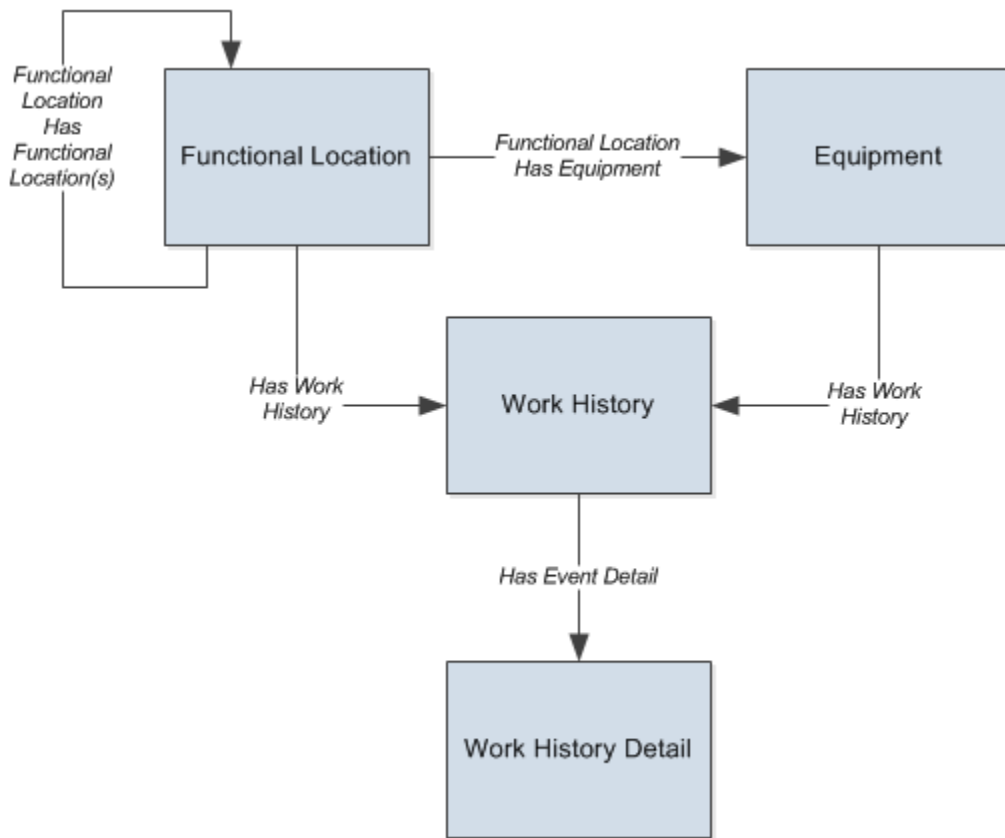 Functional
Location
Has
Functional
Location(s)
Functional Location
Functional Location
Has Equipment
Equipment
Has Work
History
Work History
Has Work
History
Has Event Detail
Work History Detail